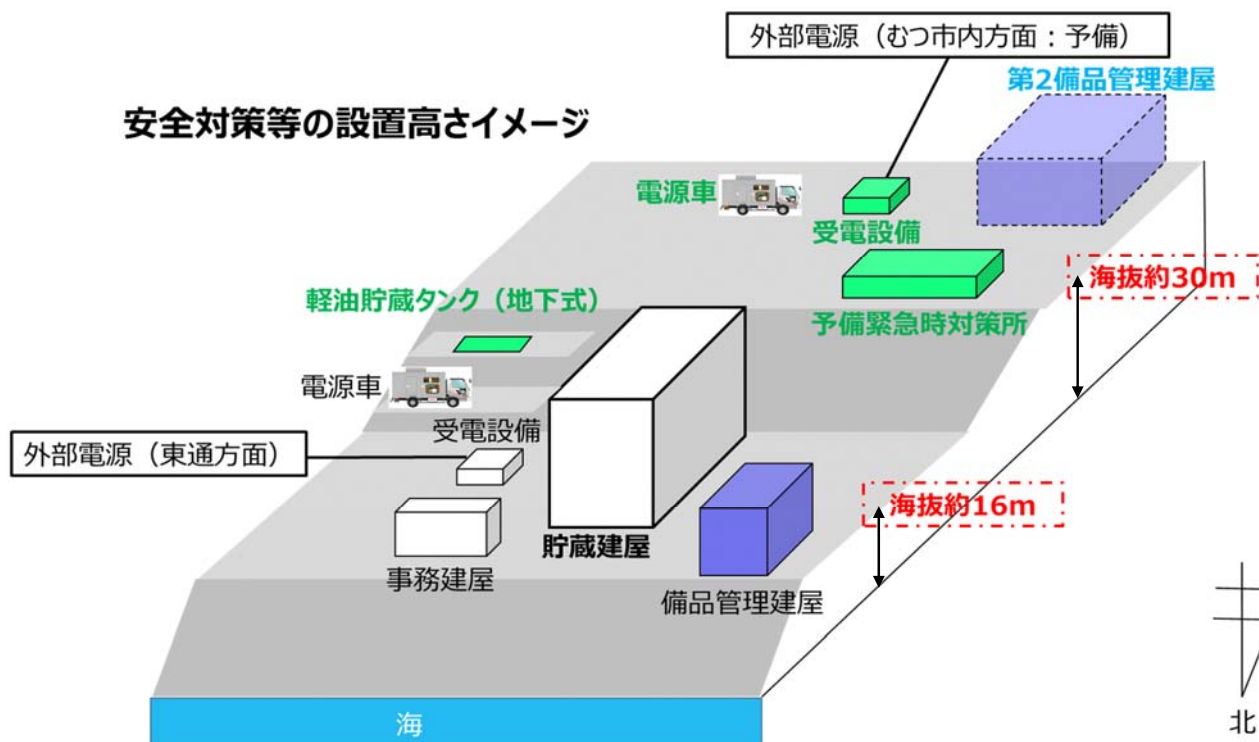 外部電源（むつ市内方面：予備）
第2備品管理建屋
安全対策等の設置高さイメージ
電源車
受電設備
海抜約30m
軽油貯蔵タンク（地下式）
予備緊急時対策所
電源車
受電設備
外部電源（東通方面）
海抜約16m
貯蔵建屋
事務建屋
備品管理建屋
海
北